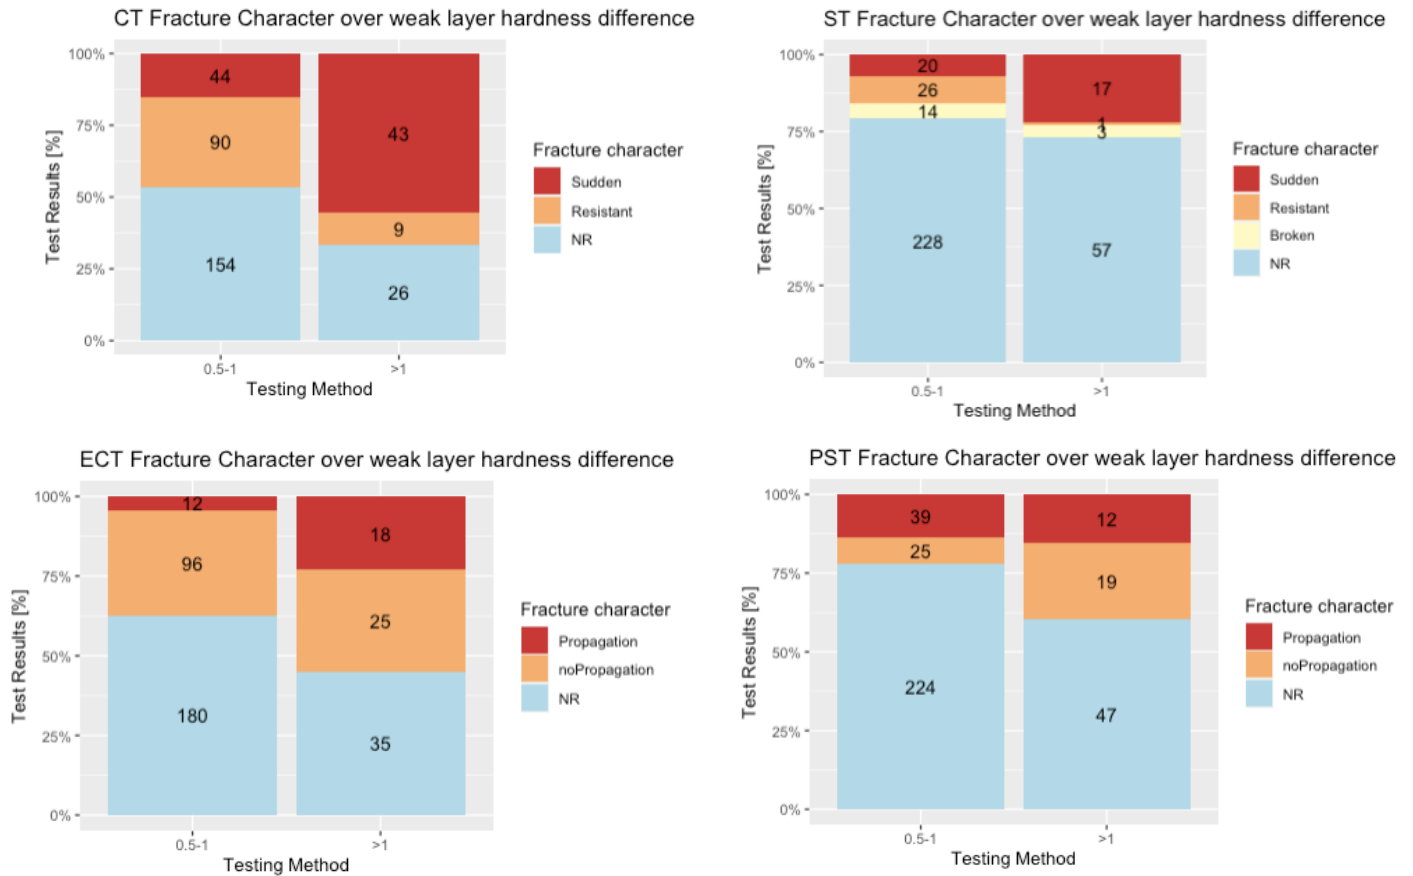 CT Fracture Character over weak layer hardness difference
100%
75%
50%
25%
0%
Test Results [%]
44
90
154
43
9
26
0.5-1
>1
Testing Method
Fracture character
Sudden
Resistant
NR
ST Fracture Character over weak layer hardness difference
100%
75%
50%
25%
0%
Test Results [%]
20
26
14
228
17
1
3
57
0.5-1
>1
Testing Method
Fracture character
Sudden
Resistant
Broken
NR
ECT Fracture Character over weak layer hardness difference
100%
75%
50%
25%
0%
Test Results [%]
12
96
180
18
25
35
0.5-1
>1
Testing Method
Fracture character
Propagation
noPropagation
NR
PST Fracture Character over weak layer hardness difference
100%
75%
50%
25%
0%
Test Results [%]
39
25
224
12
19
47
0.5-1
>1
Testing Method
Fracture character
Propagation
noPropagation
NR